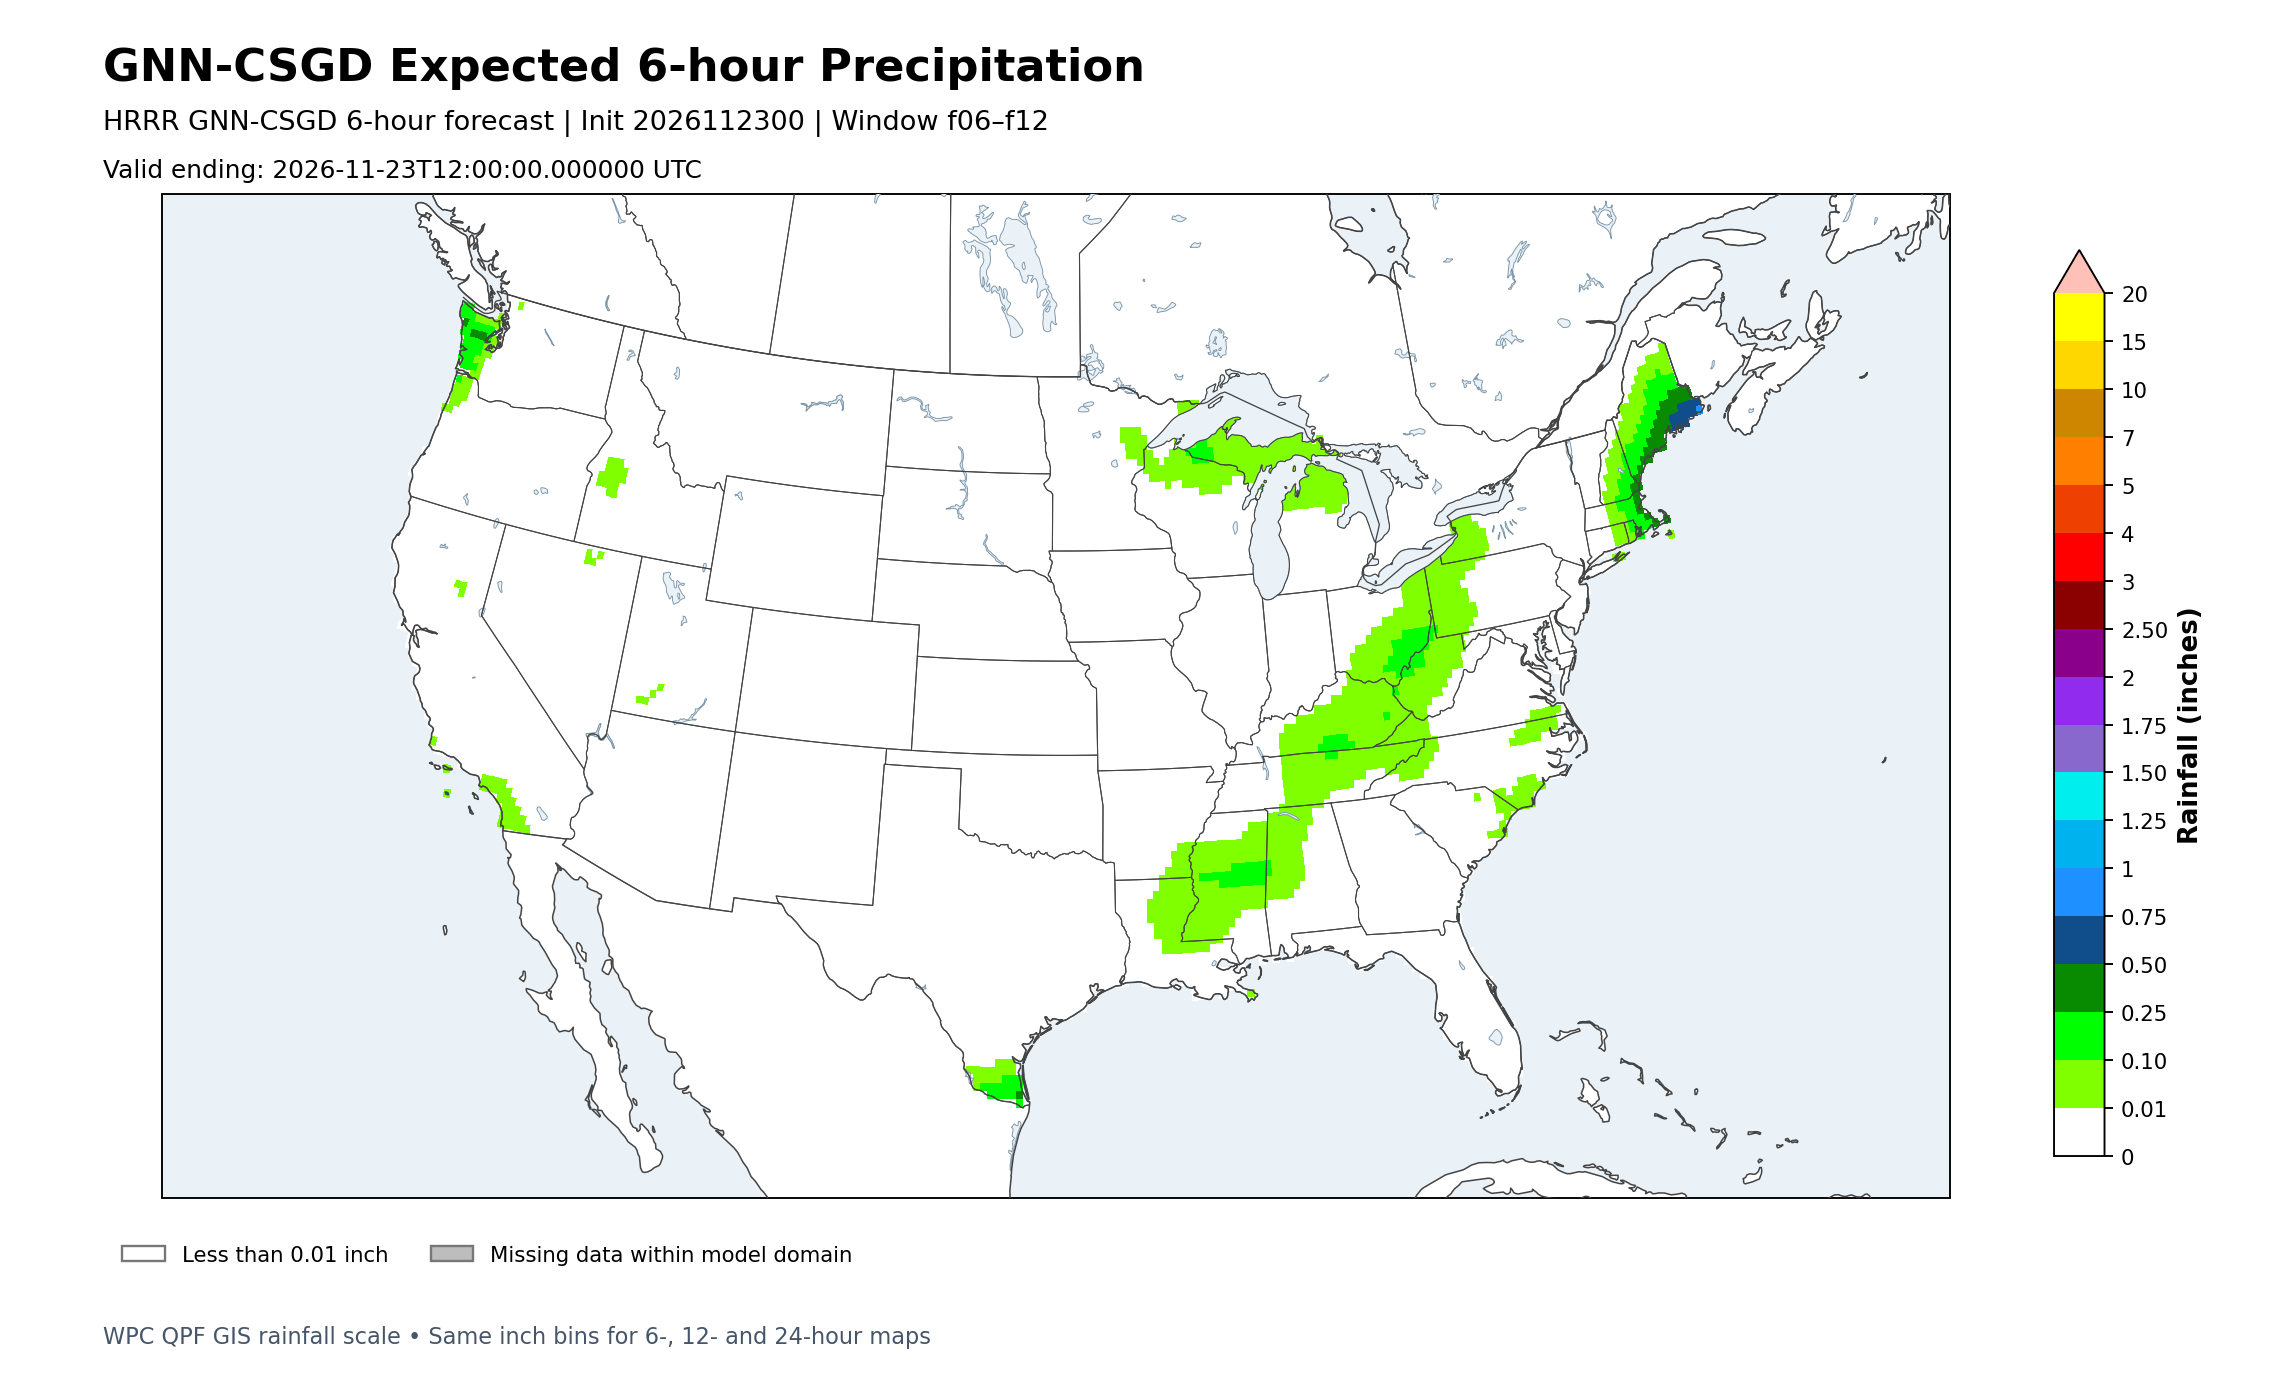 GNN-CSGD Expected 6-hour Precipitation
HRRR GNN-CSGD 6-hour forecast | Init 2026112300 | Window f06–f12
Valid ending: 2026-11-23T12:00:00.000000 UTC
20
15
10
7
5
4
3
2.50
2
1.75
1.50
1.25
1
0.75
0.50
0.25
0.10
0.01
0
Rainfall (inches)
Less than 0.01 inch
Missing data within model domain
WPC QPF GIS rainfall scale • Same inch bins for 6-, 12- and 24-hour maps